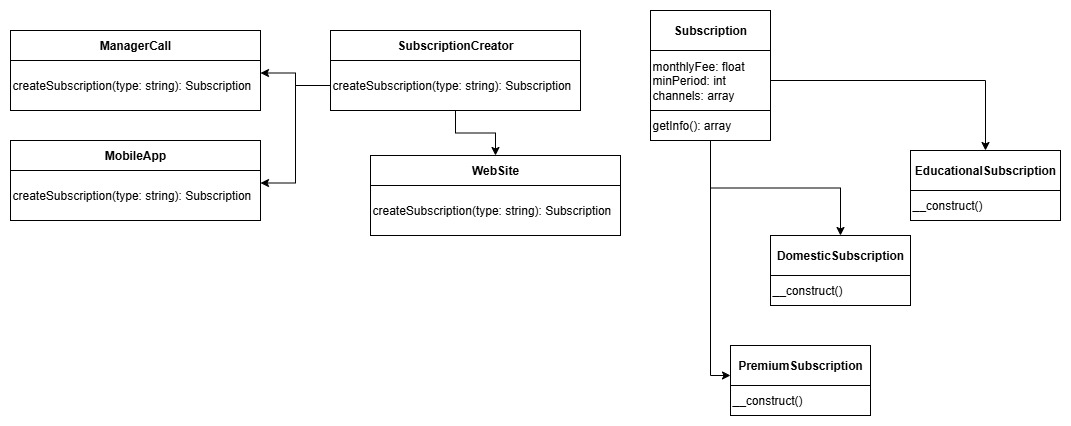 ManagerCall
createSubscription(type: string): Subscription
MobileApp
createSubscription(type: string): Subscription
SubscriptionCreator
createSubscription(type: string): Subscription
WebSite
createSubscription(type: string): Subscription
Subscription
monthlyFee: float
minPeriod: int
channels: array
getInfo(): array
EducationalSubscription
__construct()
DomesticSubscription
__construct()
PremiumSubscription
__construct()